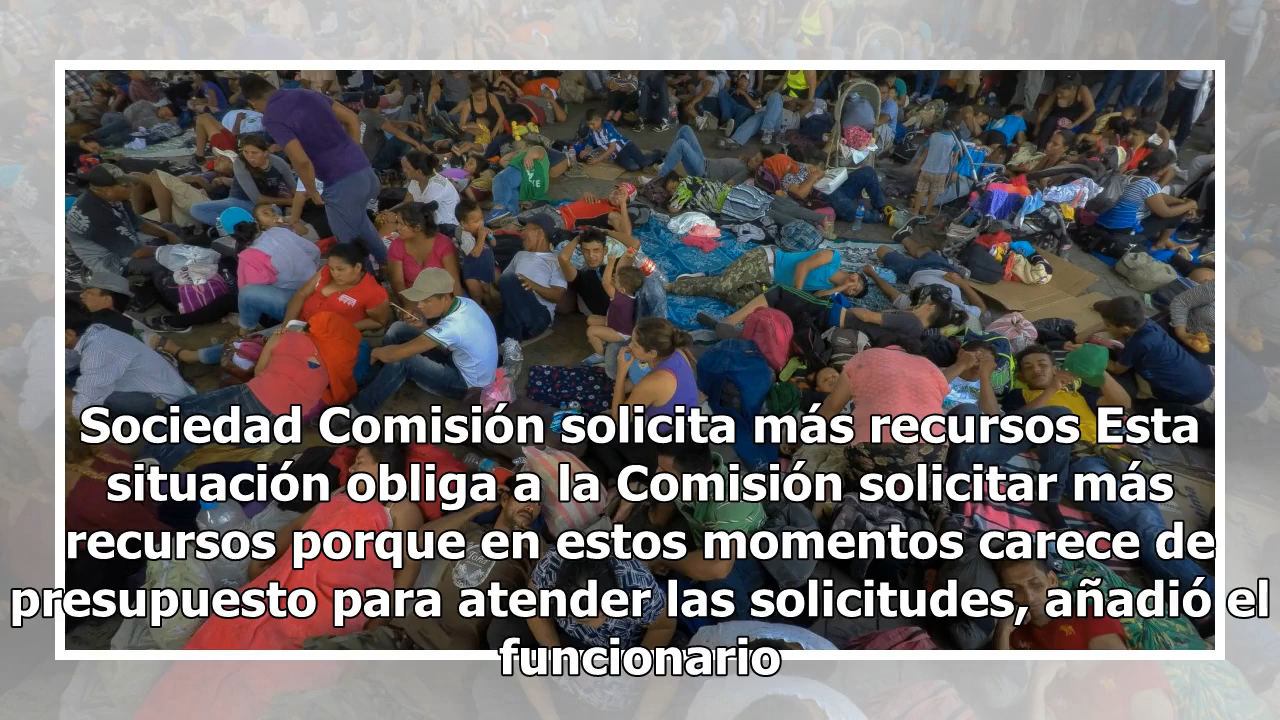 Sociedad Comisión solicita más recursos Esta
situación obliga a la Comisión solicitar más
recursos porque en estos momentos carece de
presupuesto para atender las solicitudes, añadió el
funcionario